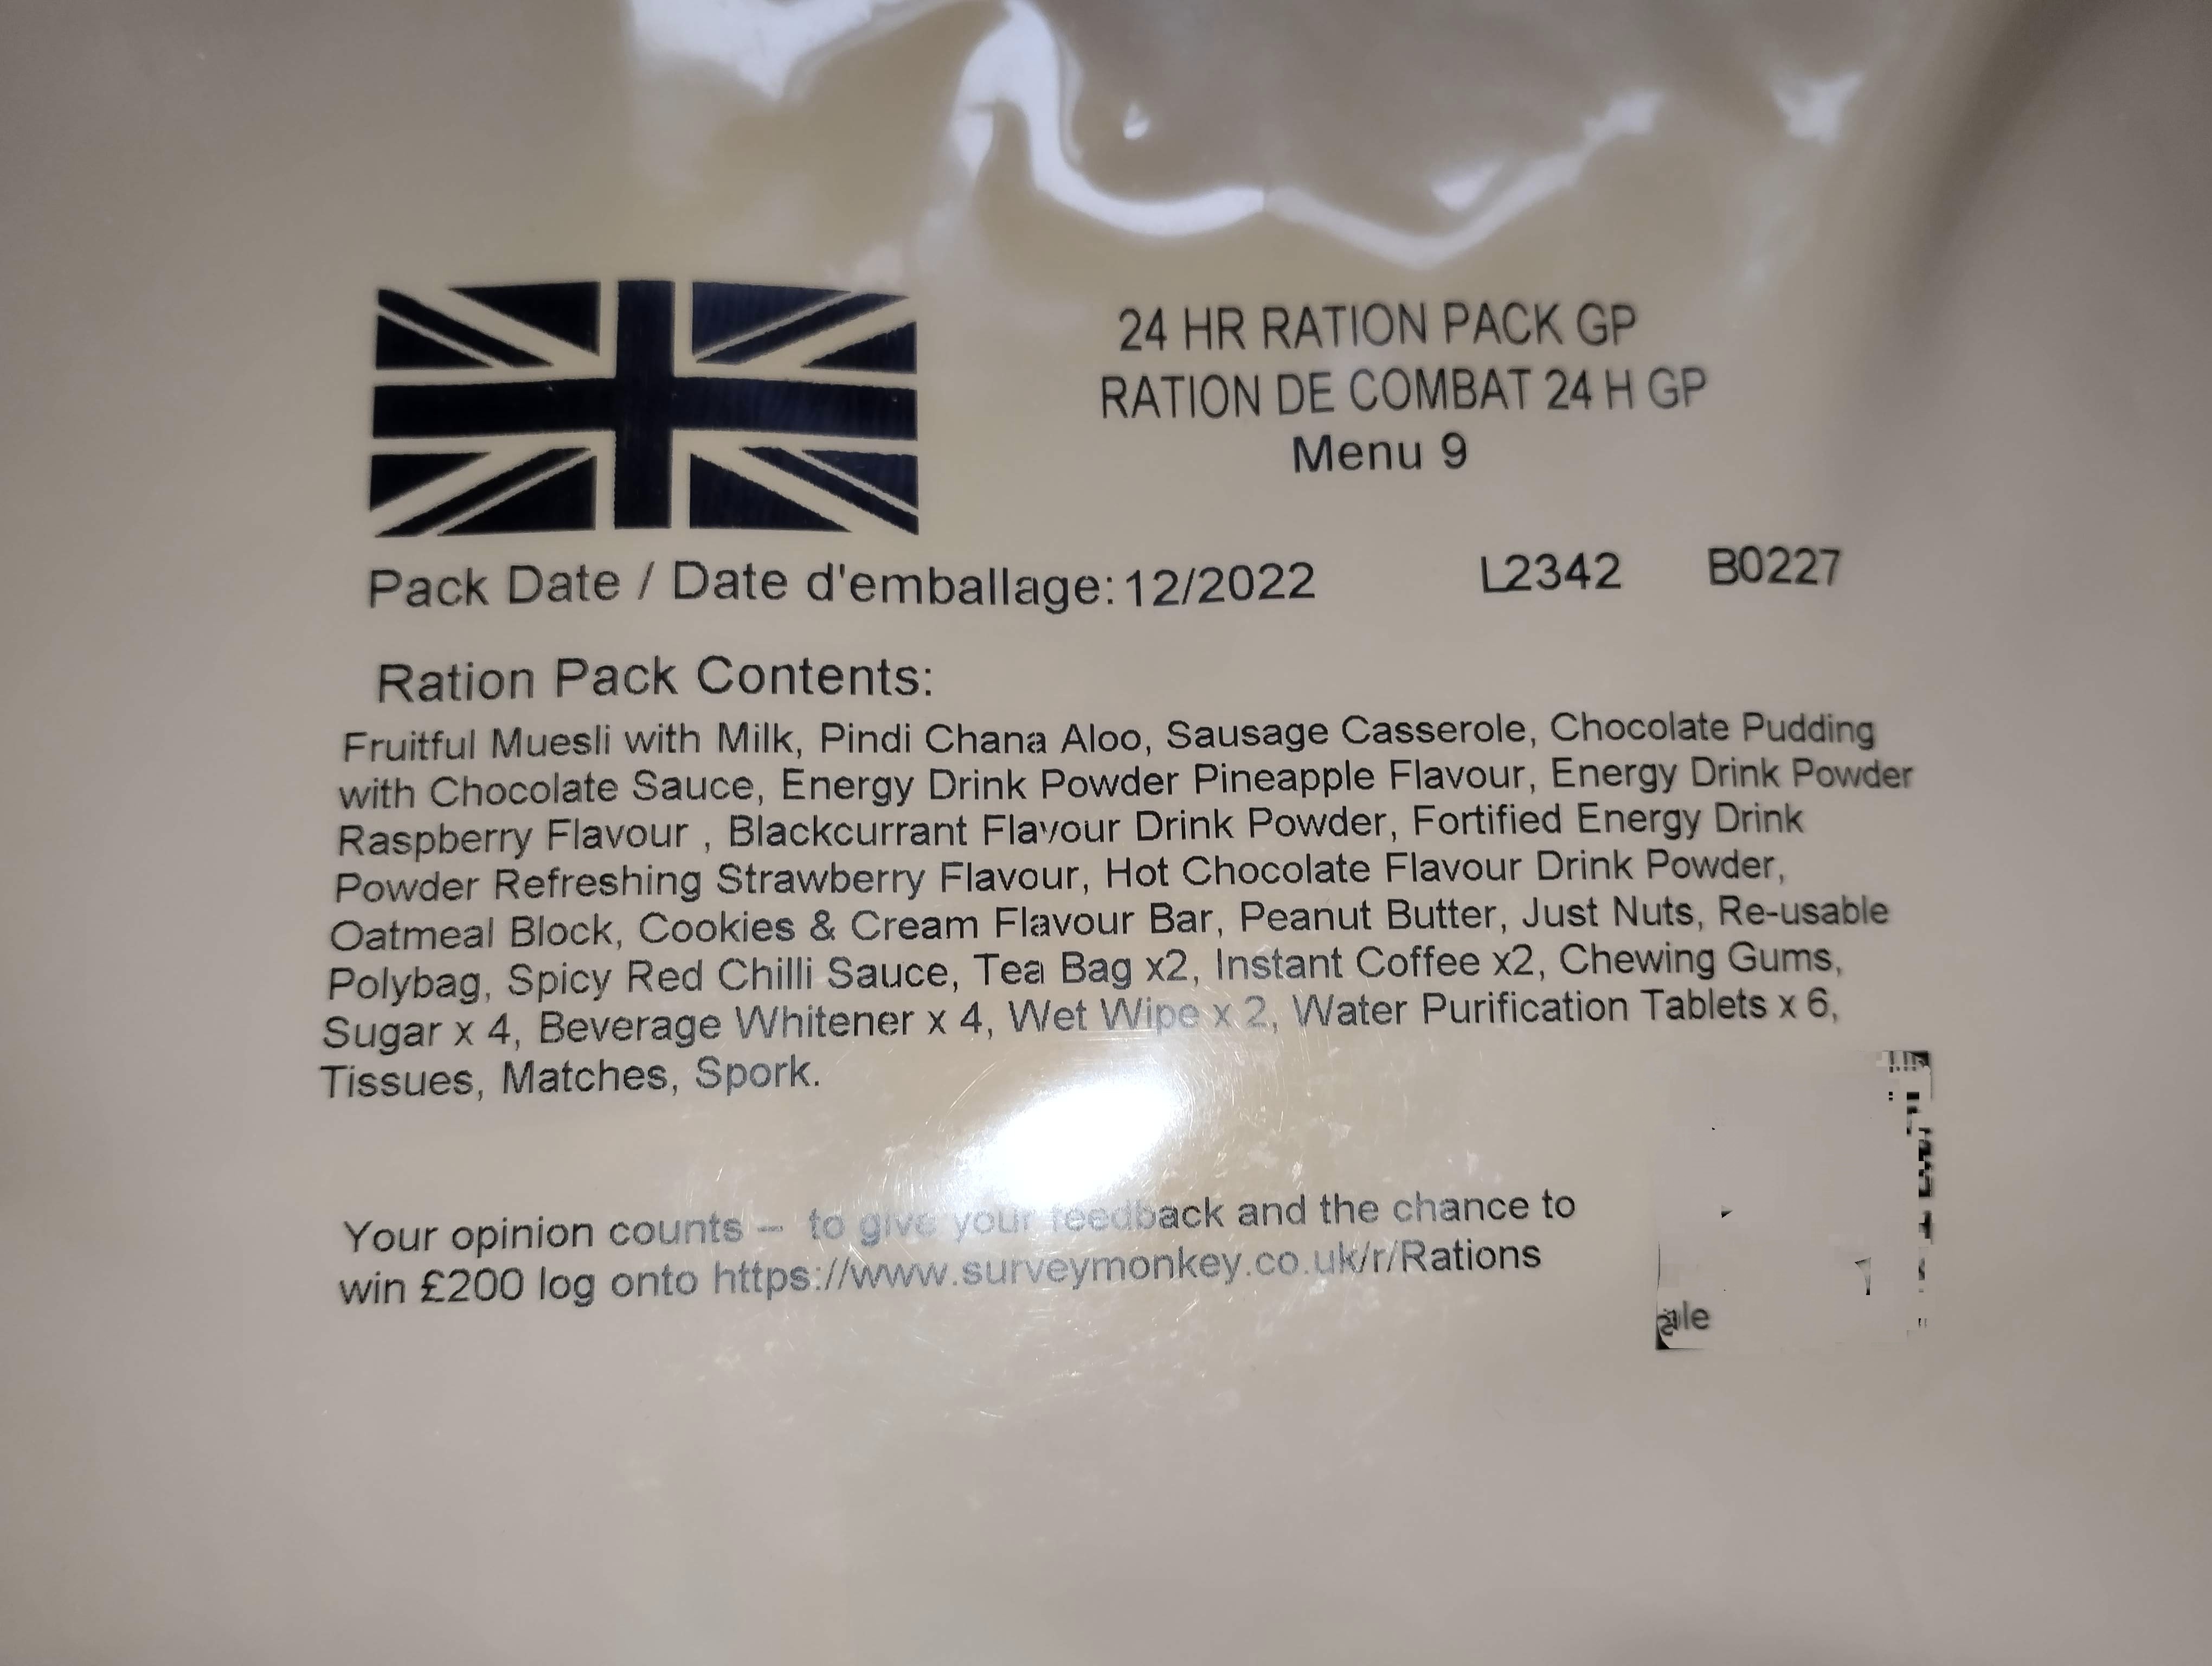 24 HR RATION PACK GP
RATION DE COMBAT 24 H GP
Menu 9
Pack Date / Date d'emballage: 12/2022 L2342 B0227
Ration Pack Contents:
Fruitful Muesli with Milk, Pindi Chana Aloo, Sausage Casserole, Chocolate Pudding
with Chocolate Sauce, Energy Drink Powder Pineapple Flavour, Energy Drink Powder
Raspberry Flavour , Blackcurrant Flavour Drink Powder, Fortified Energy Drink
Powder Refreshing Strawberry Flavour, Hot Chocolate Flavour Drink Powder,
Oatmeal Block, Cookies & Cream Flavour Bar, Peanut Butter, Just Nuts, Re-usable
Polybag, Spicy Red Chilli Sauce, Tea Bag x2, Instant Coffee x2, Chewing Gums,
Sugar x 4, Beverage Whitener x 4, Wet Wipe x 2, Water Purification Tablets x 6,
Tissues, Matches, Spork.
Your opinion counts – to give your feedback and the chance to
win £200 log onto https://www.surveymonkey.co.uk/r/Rations